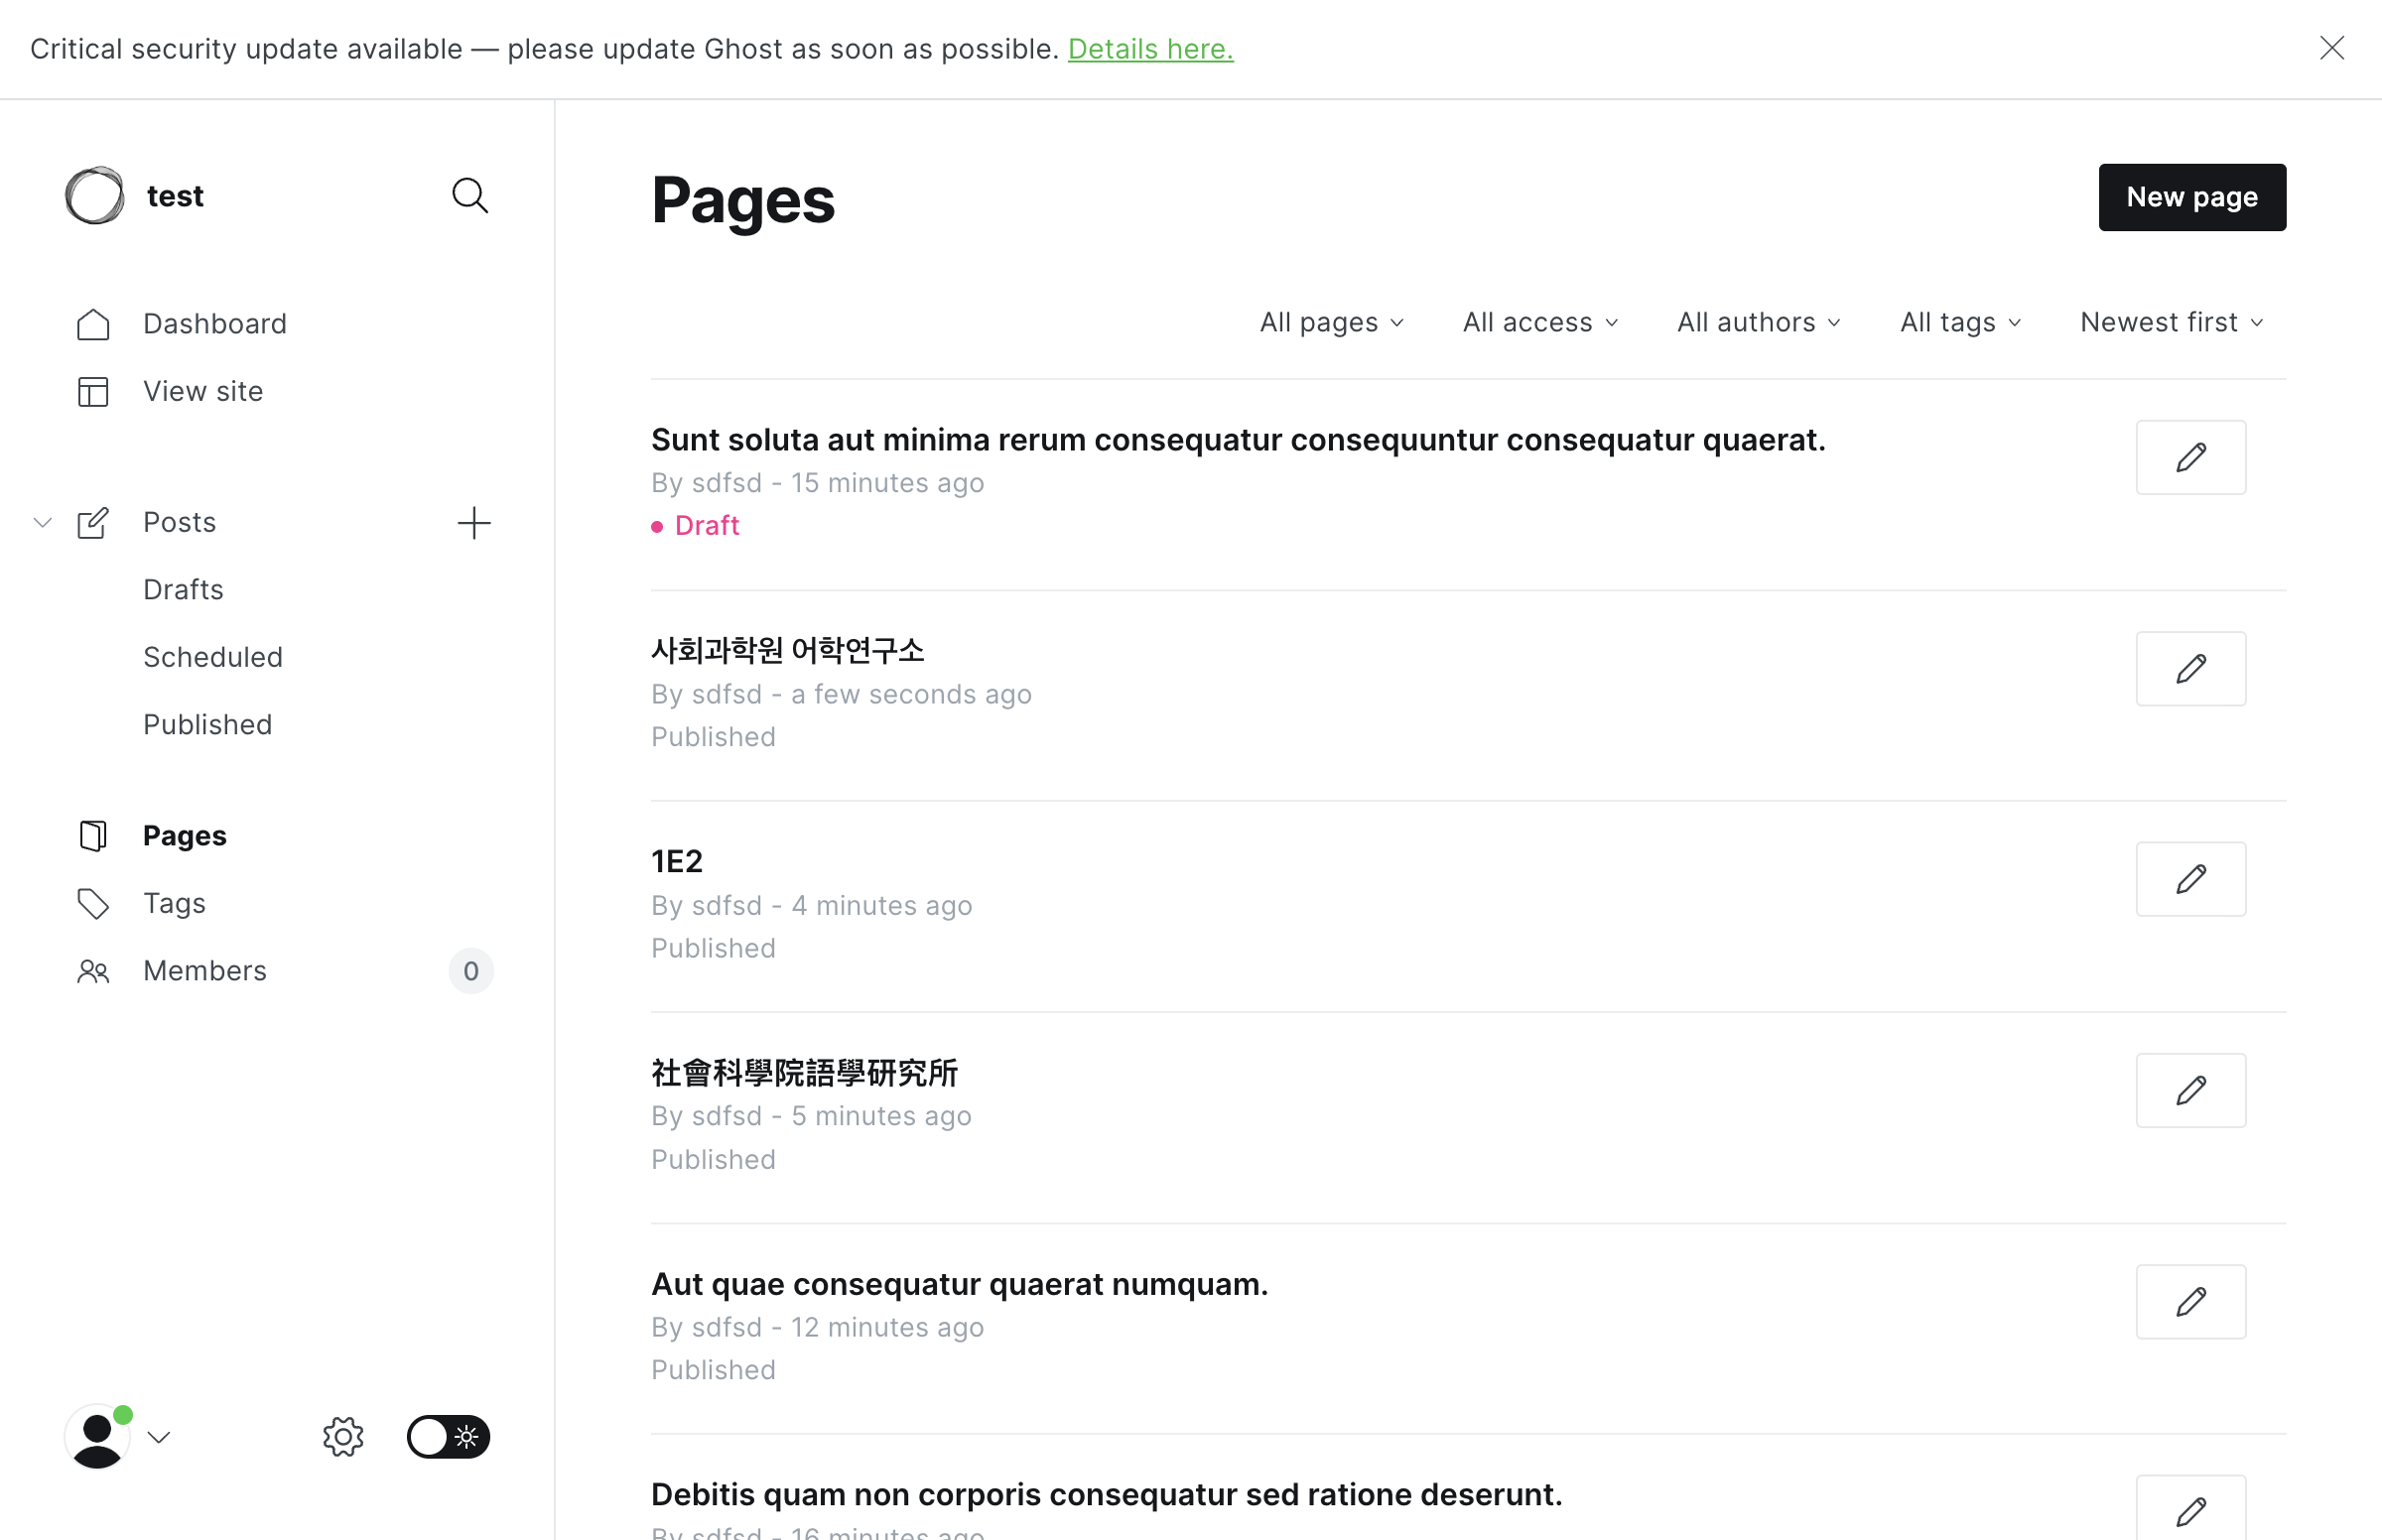 Critical security update available — please update Ghost as soon as possible. Details here.
test
Dashboard
View site
Posts
Drafts
Scheduled
Published
Pages
Tags
Members
0
Pages
New page
All pages
All access
All authors
All tags
Newest first
Sunt soluta aut minima rerum consequatur consequuntur consequatur quaerat.
By sdfsd - 15 minutes ago
Draft
사회과학원 어학연구소
By sdfsd - a few seconds ago
Published
1E2
By sdfsd - 4 minutes ago
Published
社會科學院語學研究所
By sdfsd - 5 minutes ago
Published
Aut quae consequatur quaerat numquam.
By sdfsd - 12 minutes ago
Published
Debitis quam non corporis consequatur sed ratione deserunt.
By sdfsd - 16 minutes ago